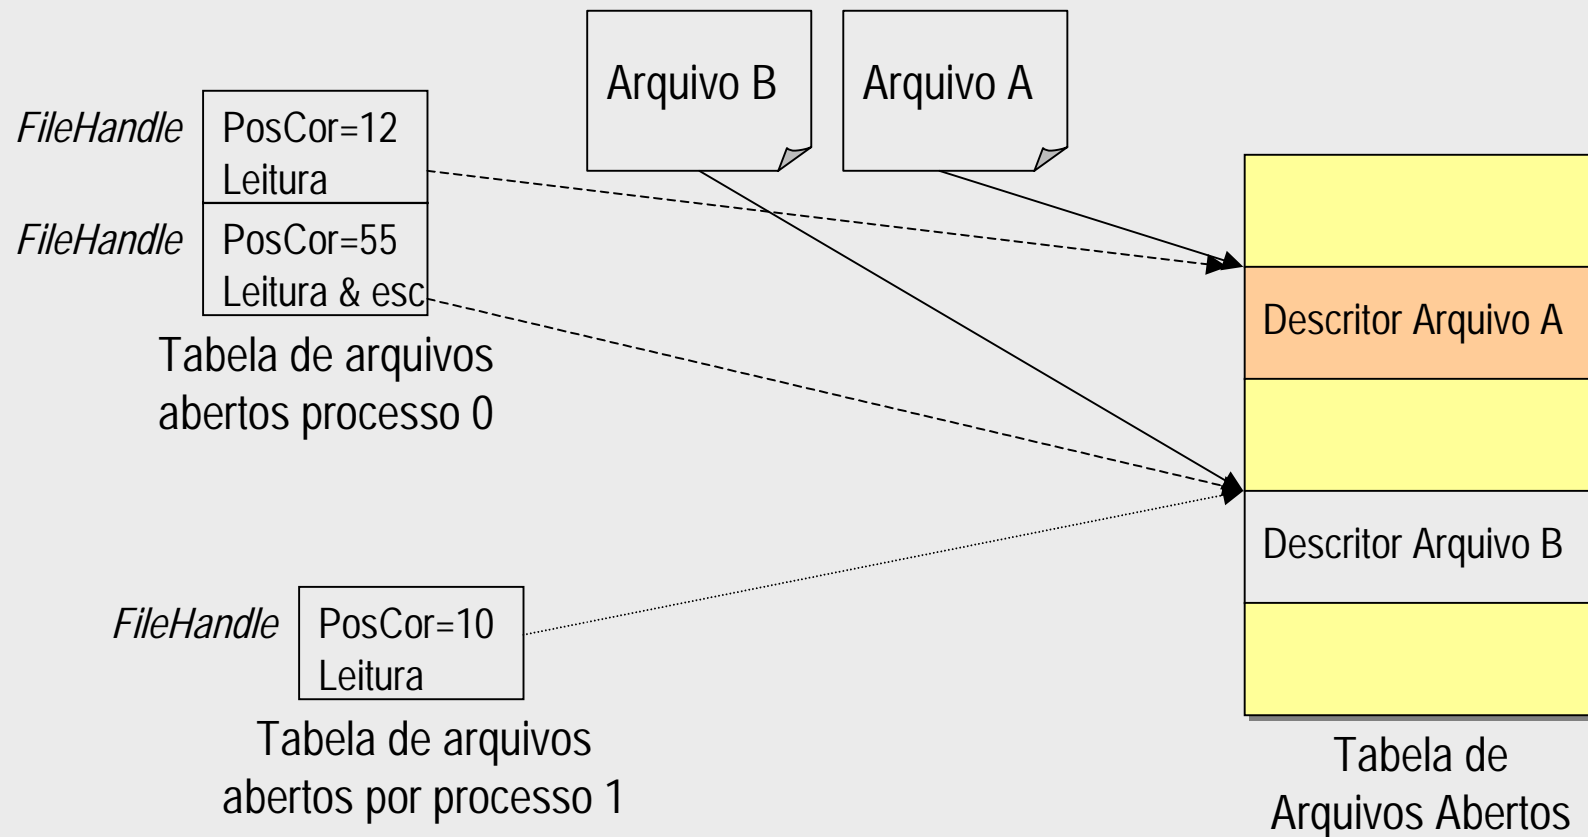 Arquivo B
Arquivo A
FileHandle
PosCor=12
Leitura
FileHandle
PosCor=55
Leitura & esc
Tabela de arquivos
abertos processo 0
Descritor Arquivo A
Descritor Arquivo B
FileHandle
PosCor=10
Leitura
Tabela de arquivos
abertos por processo 1
Tabela de
Arquivos Abertos